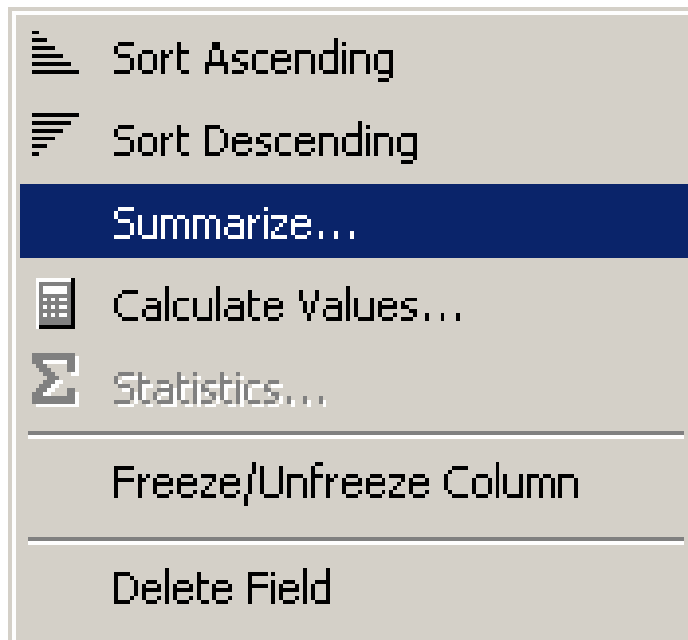 Sort Ascending
Sort Descending
Summarize...
Calculate Values...
Statistics...
Freeze/Unfreeze Column
Delete Field